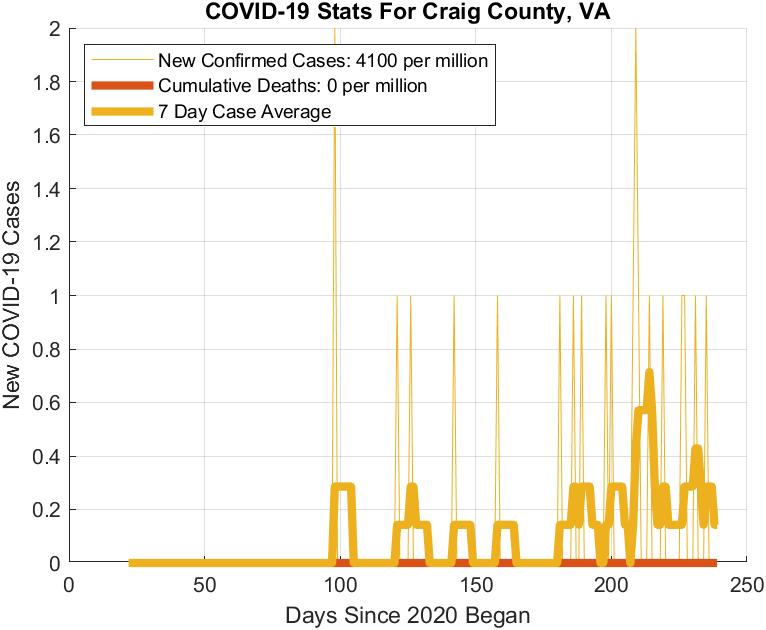 COVID-19 Stats For Craig County, VA
New Confirmed Cases: 4100 per million
Cumulative Deaths: 0 per million
7 Day Case Average
New COVID-19 Cases
2
1.8
1.6
1.4
1.2
1
0.8
0.6
0.4
0.2
0
0 50 100 150 200 250
Days Since 2020 Began